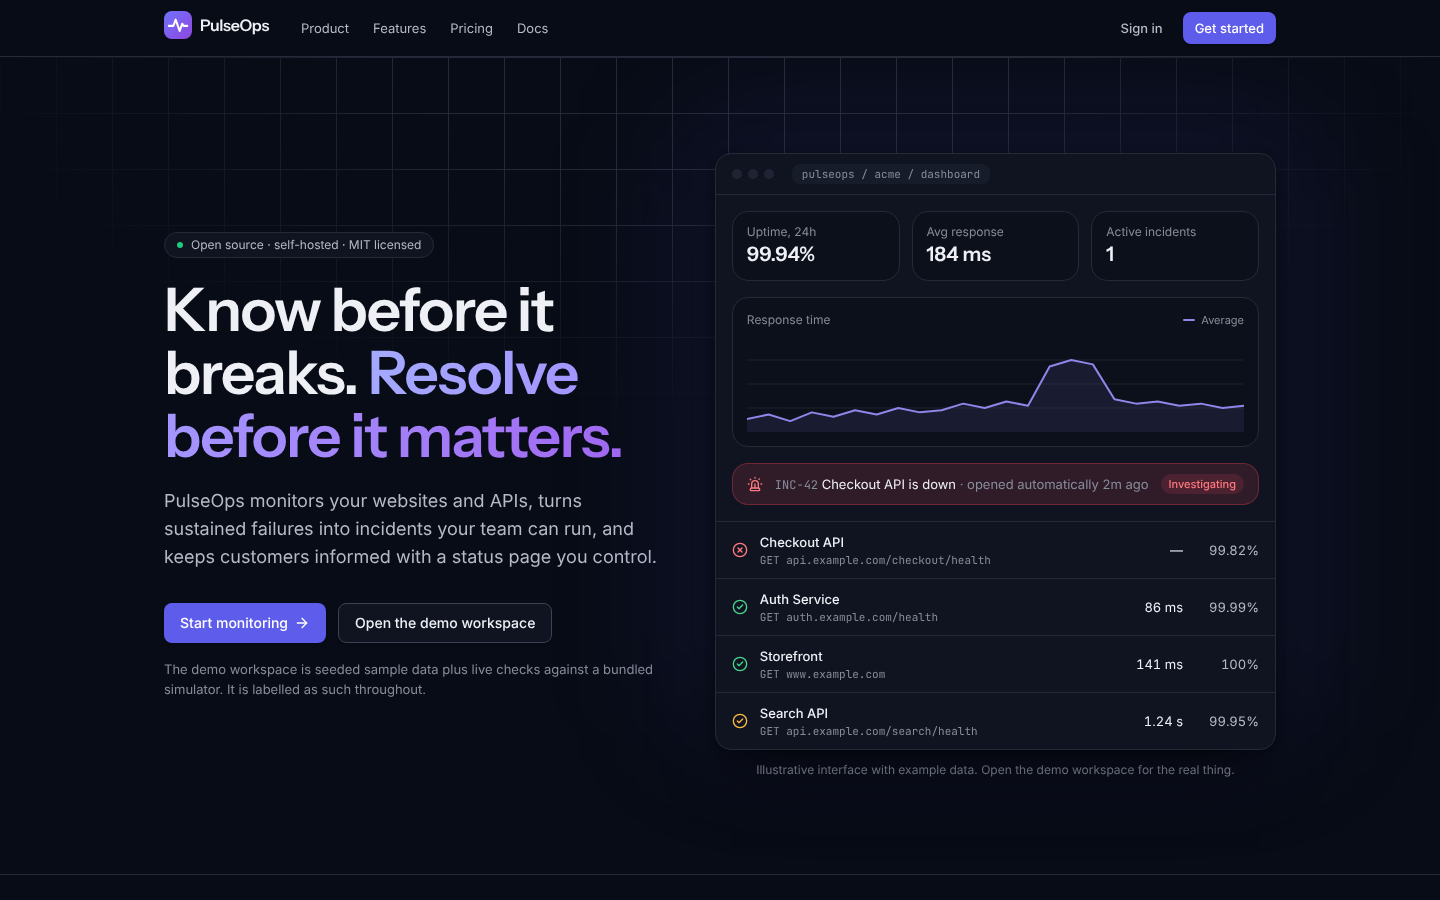 PulseOps
Product
Features
Pricing
Docs
Sign in
Get started
Open source · self-hosted · MIT licensed
Know before it
breaks. Resolve
before it matters.
PulseOps monitors your websites and APIs, turns
sustained failures into incidents your team can run, and
keeps customers informed with a status page you control.
Start monitoring →
Open the demo workspace
The demo workspace is seeded sample data plus live checks against a bundled
simulator. It is labelled as such throughout.
pulseops / acme / dashboard
Uptime, 24h
99.94%
Avg response
184 ms
Active incidents
1
Response time
Average
INC-42 Checkout API is down · opened automatically 2m ago
Investigating
Checkout API
GET api.example.com/checkout/health
— 99.82%
Auth Service
GET auth.example.com/health
86 ms 99.99%
Storefront
GET www.example.com
141 ms 100%
Search API
GET api.example.com/search/health
1.24 s 99.95%
Illustrative interface with example data. Open the demo workspace for the real thing.